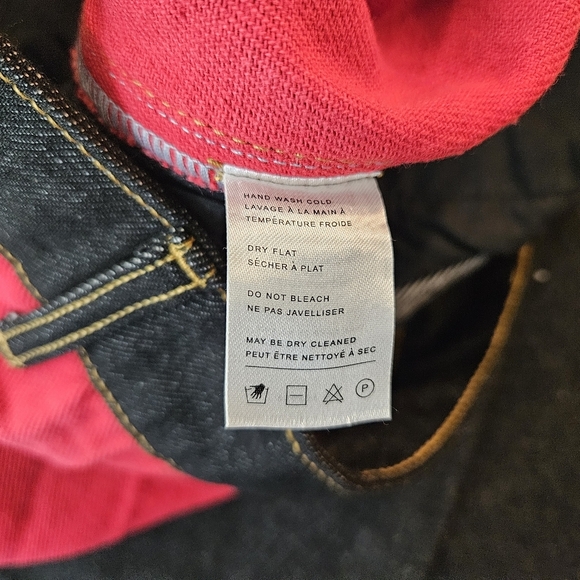 HAND WASH COLD
LAVAGE À LA MAIN À
TEMPÉRATURE FROIDE
DRY FLAT
SÉCHER À PLAT
DO NOT BLEACH
NE PAS JAVELLISER
MAY BE DRY CLEANED
PEUT ÊTRE NETTOYÉ À SEC
P